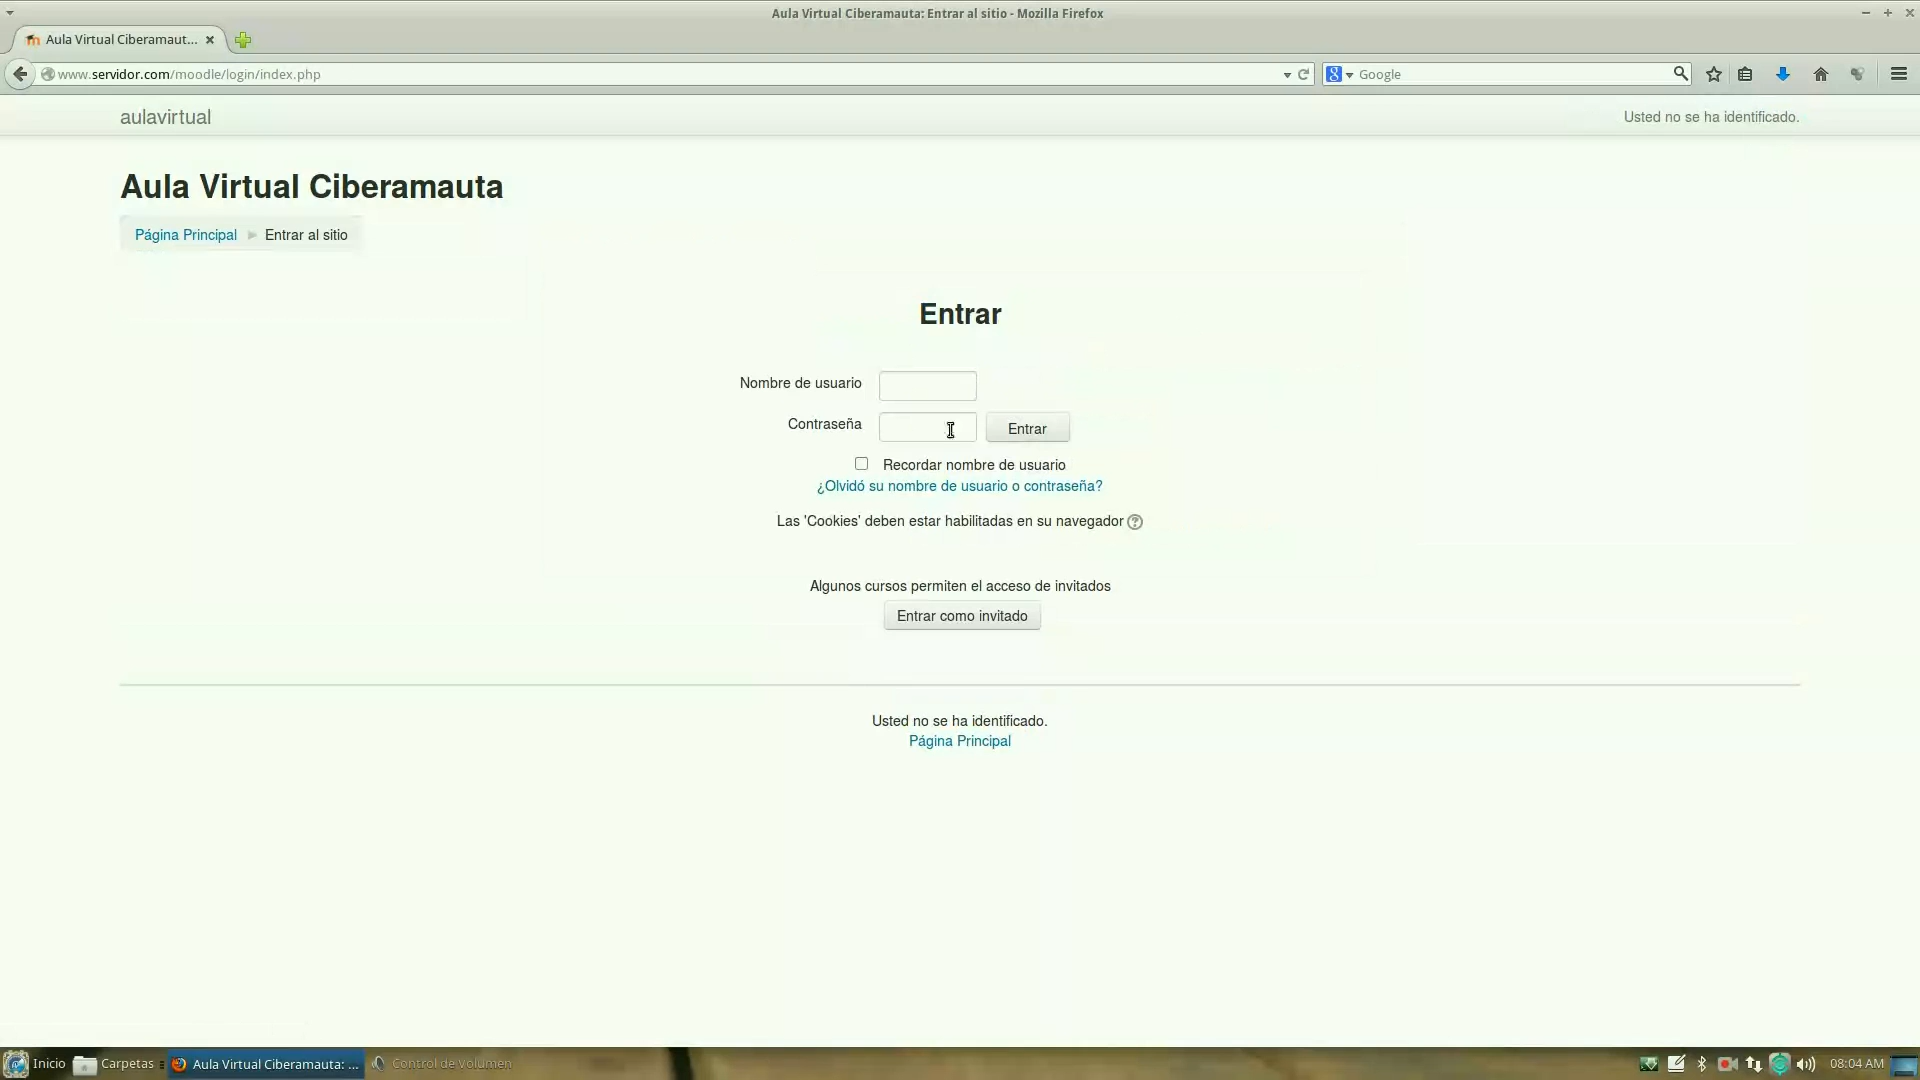 Aula Virtual Ciberamauta: Entrar al sitio - Mozilla Firefox
Aula Virtual Ciberamaut...
www.servidor.com/moodle/login/index.php
Google
aulavirtual
Usted no se ha identificado.
Aula Virtual Ciberamauta
Página Principal ► Entrar al sitio
Entrar
Nombre de usuario
Contraseña
Entrar
Recordar nombre de usuario
¿Olvidó su nombre de usuario o contraseña?
Las 'Cookies' deben estar habilitadas en su navegador
Algunos cursos permiten el acceso de invitados
Entrar como invitado
Usted no se ha identificado.
Página Principal
Inicio
Carpetas
Aula Virtual Ciberamauta: ...
Control de Volumen
08:04 AM